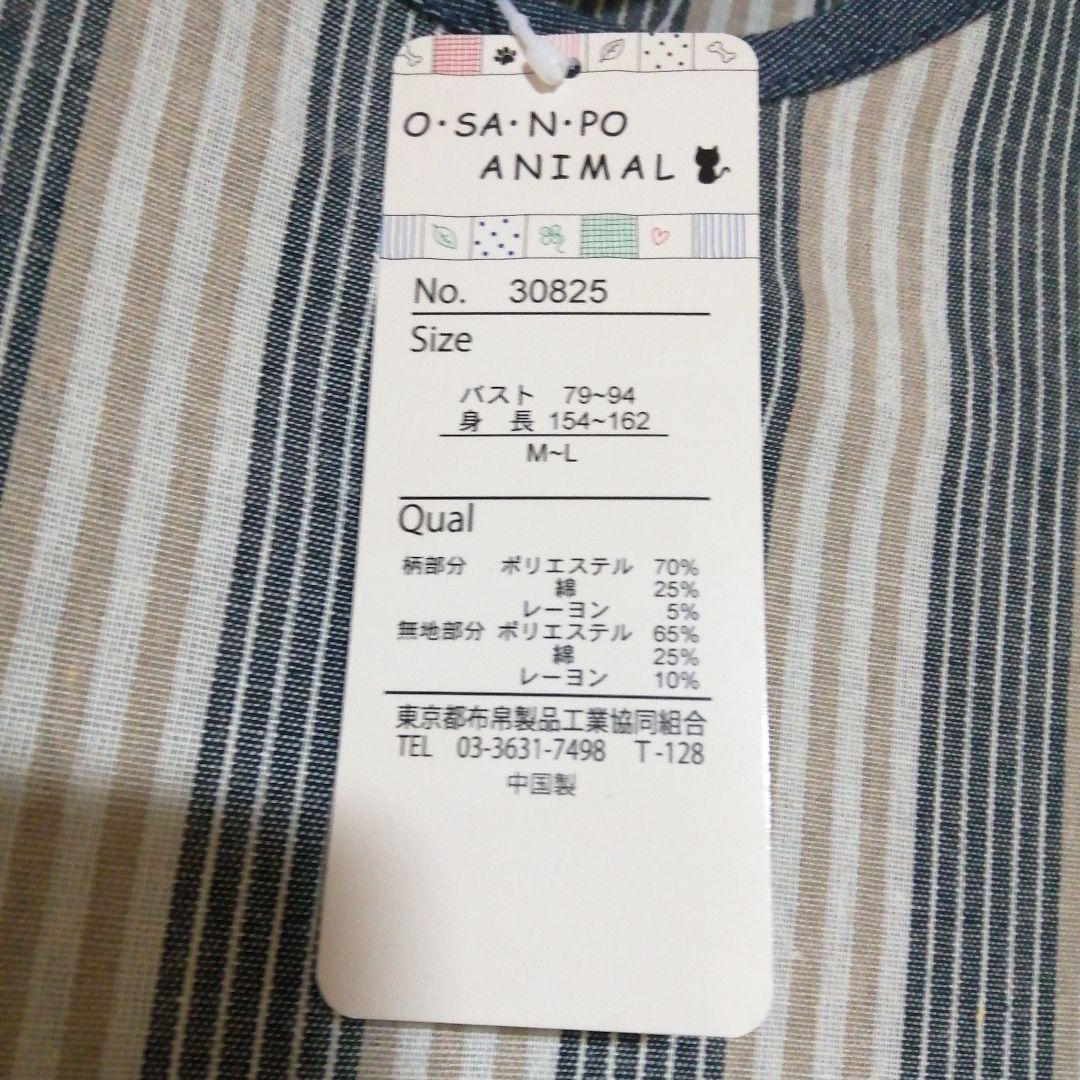 O・SA・N・PO
ANIMAL
No. 30825
Size
バスト 79~94
身 長 154~162
M~L
Qual
柄部分 ポリエステル 70%
綿 25%
レーヨン 5%
無地部分 ポリエステル 65%
綿 25%
レーヨン 10%
東京都布帛製品工業協同組合
TEL 03-3631-7498 T-128
中国製